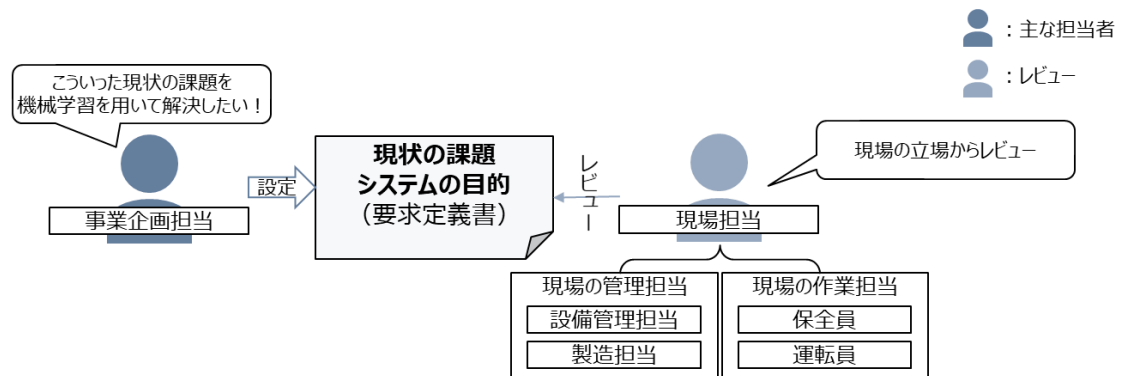 ：主な担当者
：レビュー
こういった現状の課題を
機械学習を用いて解決したい！
事業企画担当
設定
現状の課題
システムの目的
（要求定義書）
レビュー
現場の立場からレビュー
現場担当
現場の管理担当
設備管理担当
製造担当
現場の作業担当
保全員
運転員